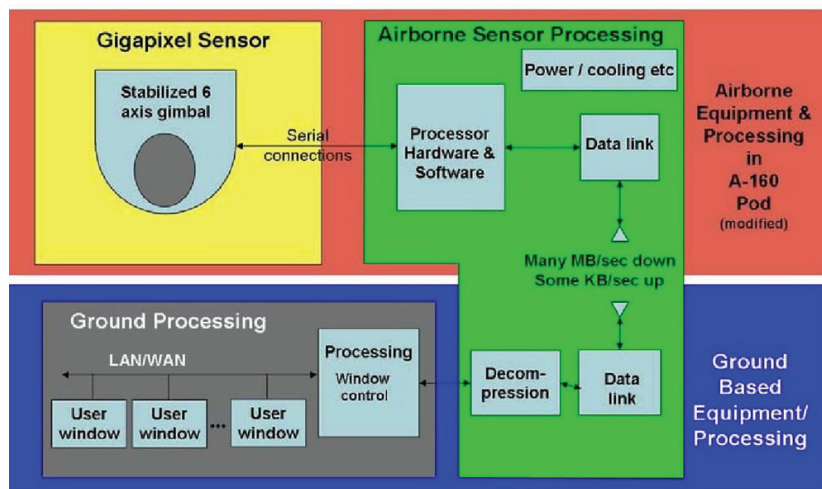 Gigapixel Sensor
Stabilized 6
axis gimbal
Serial
connections
Airborne Sensor Processing
Power / cooling etc
Processor
Hardware &
Software
Data link
Many MB/sec down
Some KB/sec up
Airborne
Equipment &
Processing
in
A-160
Pod
(modified)
Ground Processing
LAN/WAN
User
window
User
window
...
User
window
Processing
Window
control
Decom-
pression
Data
link
Ground
Based
Equipment/
Processing